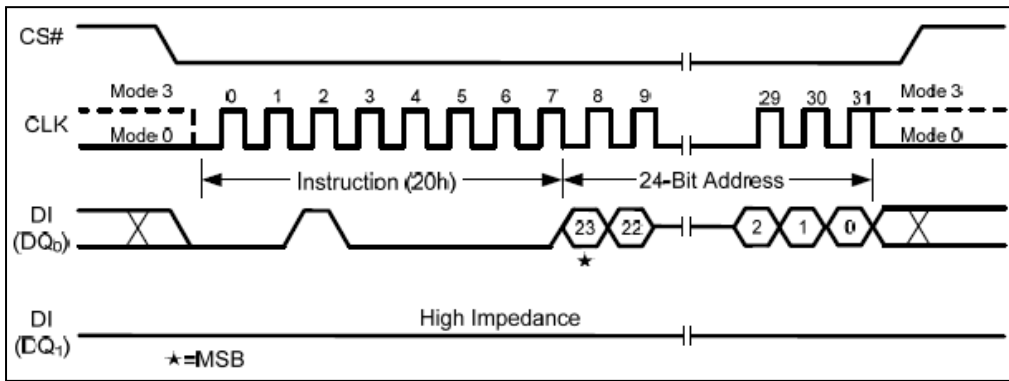 CS#
Mode 3 0 1 2 3 4 5 6 7 8 9 29 30 31 Mode 3
CLK
Mode 0 Mode 0
Instruction (20h) 24-Bit Address
DI
(DQ0) 23 22 2 1 0
★
High Impedance
DI
(DQ1)
★=MSB